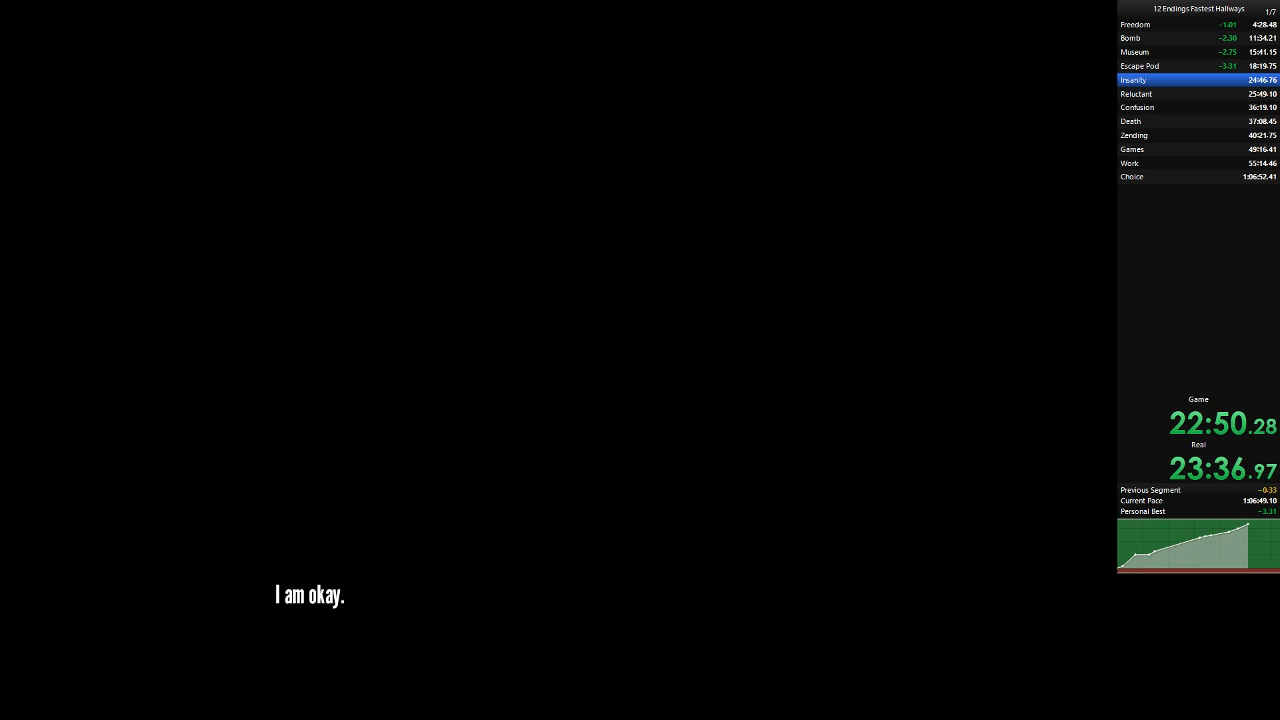 12 Endings Fastest Hallways 1/7
Freedom -1.01 4:28.48
Bomb -2.30 11:34.21
Museum -2.75 15:41.15
Escape Pod -3.31 18:19.75
Insanity 24:46.76
Reluctant 25:49.10
Confusion 36:19.10
Death 37:08.45
Zending 40:21.75
Games 49:16.41
Work 55:14.46
Choice 1:06:52.41
Game
22:50.28
Real
23:36.97
Previous Segment -0.33
Current Pace 1:06:49.10
Personal Best -3.31
I am okay.